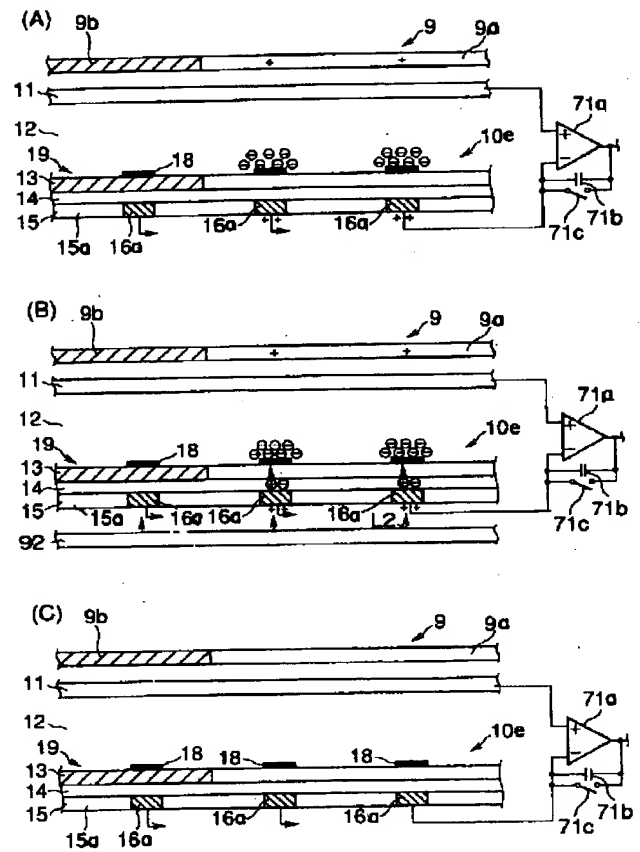 (A)
9b
9
9a
+ +
11
71a
+
−
12
⊖⊖⊖⊖⊖⊖⊖⊖ ⊖⊖⊖⊖⊖⊖⊖⊖
18
10e
19
13
14
15
71b
71c
15a 16a 16a ++ 16a ++
(B)
9b
9
9a
+ +
11
71a
+
−
12
18
10e
19
13
14
15
71b
71c
15a 16a 16a 16a
L2
92
(C)
9b
9
9a
11
71a
+
−
12
18 18 18
10e
19
13
14
15
71b
71c
15a 16a 16a 16a